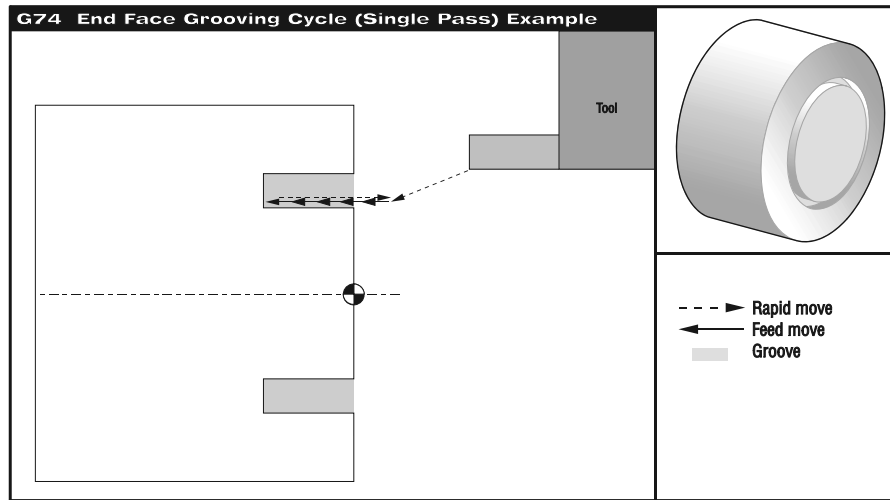 G74 End Face Grooving Cycle (Single Pass) Example
Tool
Rapid move
Feed move
Groove